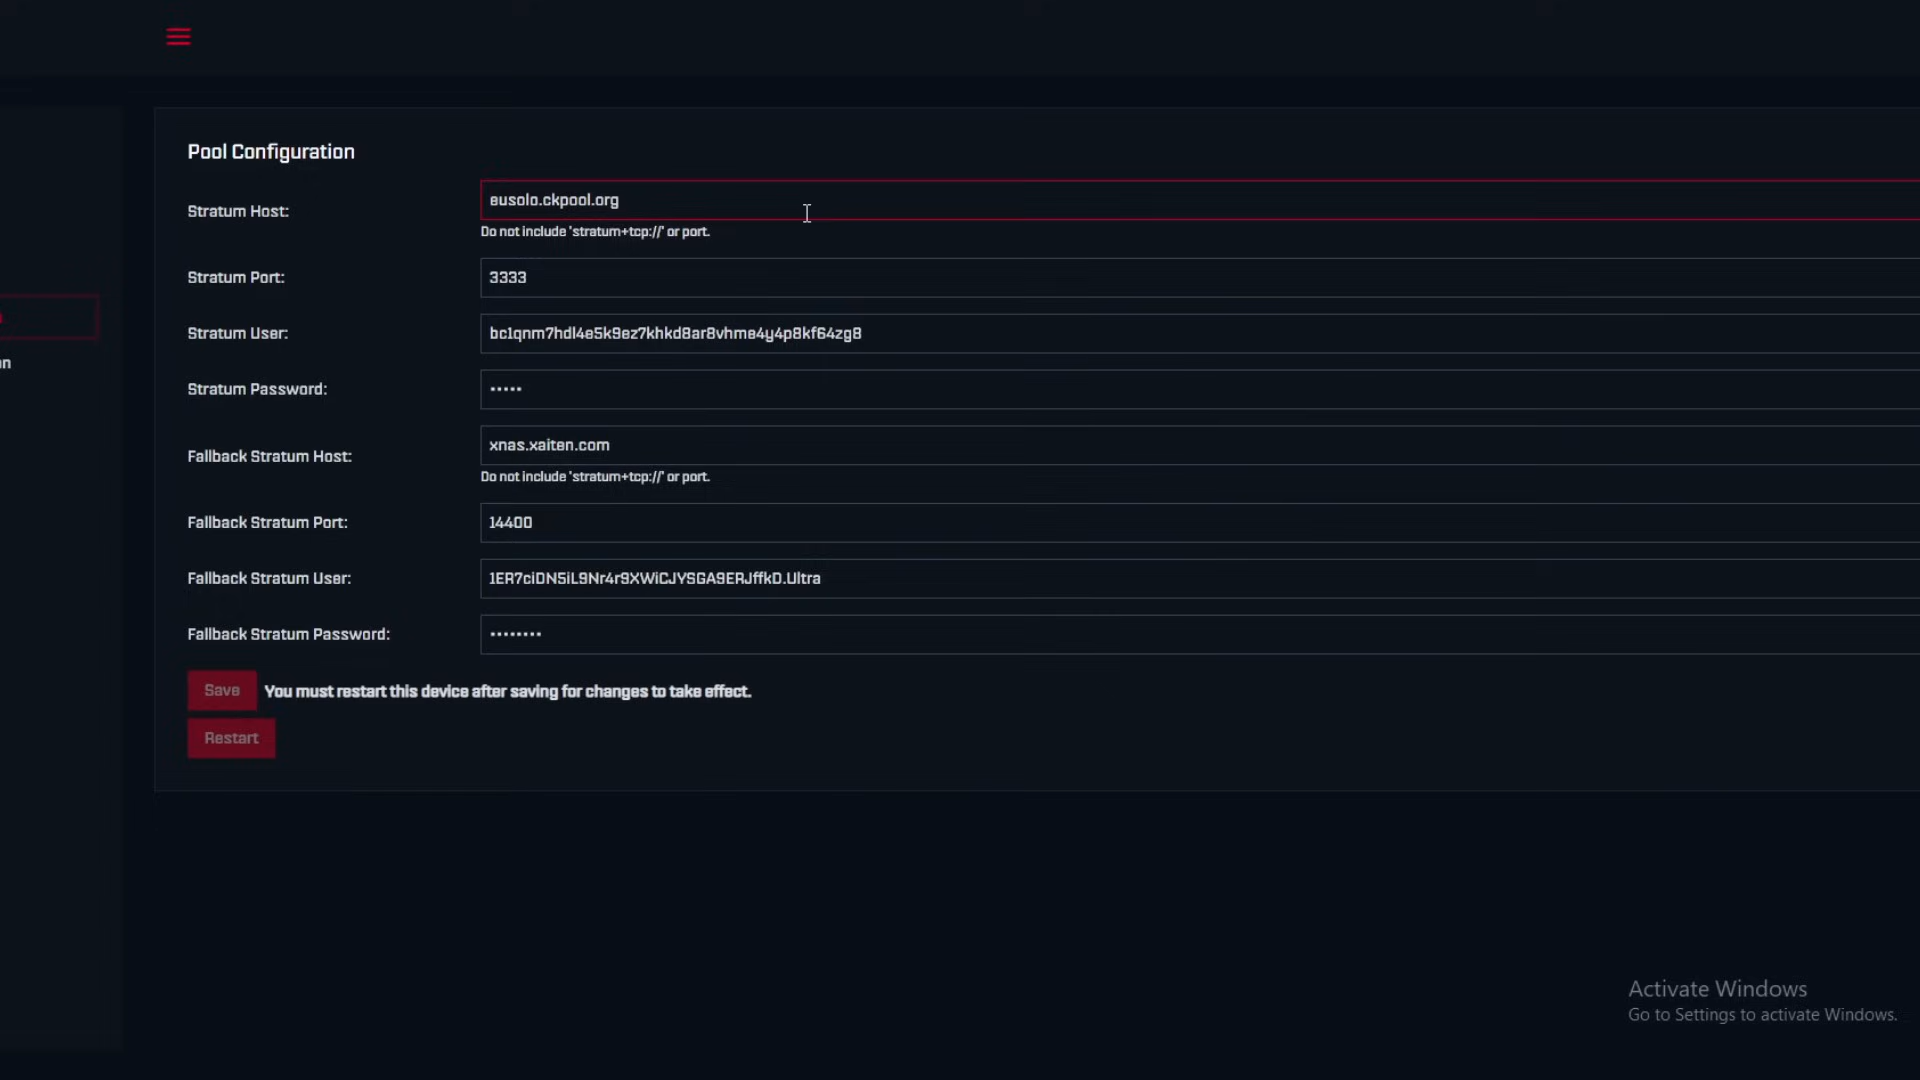 Pool Configuration
Stratum Host:
eusolo.ckpool.org
Do not include 'stratum+tcp://' or port.
Stratum Port:
3333
Stratum User:
bc1qnm7hdl4e5k9ez7khkd8ar8vhme4y4p8kf64zg8
Stratum Password:
•••••
Fallback Stratum Host:
xnas.xaiten.com
Do not include 'stratum+tcp://' or port.
Fallback Stratum Port:
14400
Fallback Stratum User:
1ER7ciDN5iL9Nr4r9XWiCJYSGA9ERJffkD.Ultra
Fallback Stratum Password:
••••••••
Save
You must restart this device after saving for changes to take effect.
Restart
Activate Windows
Go to Settings to activate Windows.